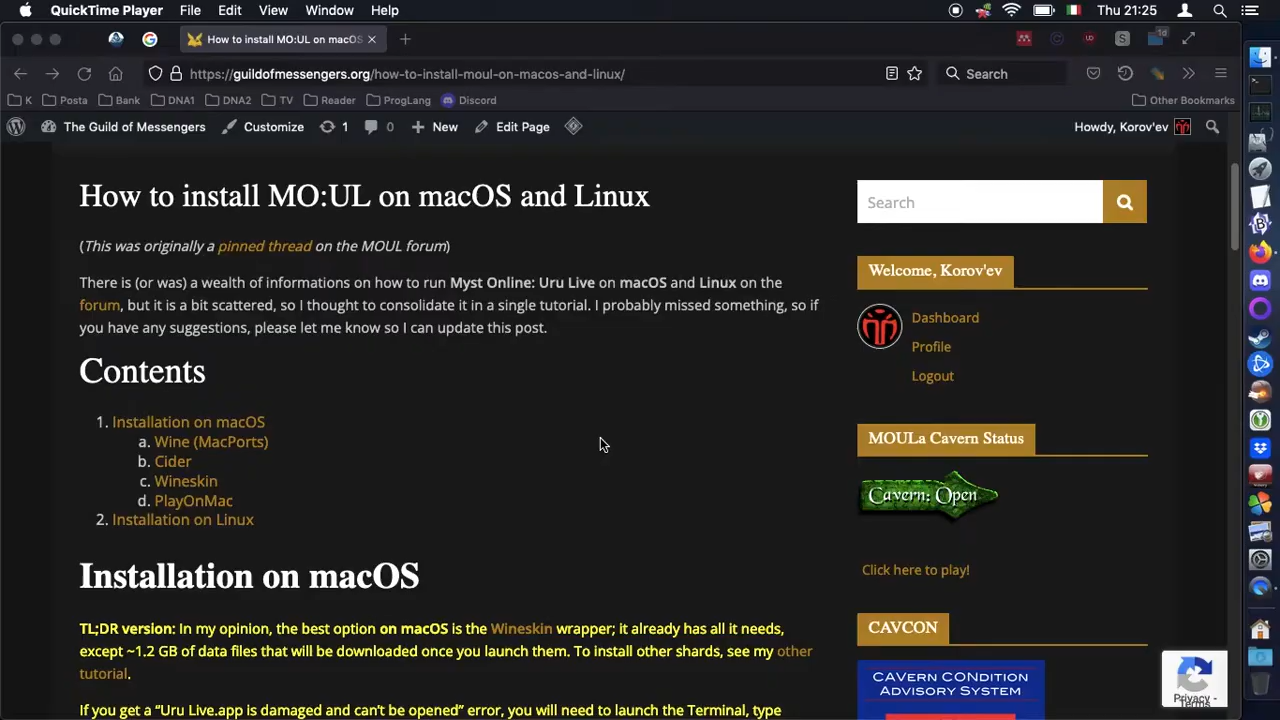 QuickTime Player File Edit View Window Help
Thu 21:25
How to install MO:UL on macOS
https://guildofmessengers.org/how-to-install-moul-on-macos-and-linux/
Search
K Posta Bank DNA1 DNA2 TV Reader ProgLang Discord
Other Bookmarks
The Guild of Messengers Customize 1 0 New Edit Page
Howdy, Korov'ev
How to install MO:UL on macOS and Linux
(This was originally a pinned thread on the MOUL forum)
There is (or was) a wealth of informations on how to run Myst Online: Uru Live on macOS and Linux on the
forum, but it is a bit scattered, so I thought to consolidate it in a single tutorial. I probably missed something, so if
you have any suggestions, please let me know so I can update this post.
Contents
1. Installation on macOS
a. Wine (MacPorts)
b. Cider
c. Wineskin
d. PlayOnMac
2. Installation on Linux
Installation on macOS
TL;DR version: In my opinion, the best option on macOS is the Wineskin wrapper; it already has all it needs,
except ~1.2 GB of data files that will be downloaded once you launch them. To install other shards, see my other
tutorial.
If you get a “Uru Live.app is damaged and can’t be opened” error, you will need to launch the Terminal, type
Search
Welcome, Korov'ev
Dashboard
Profile
Logout
MOULa Cavern Status
Cavern: Open
Click here to play!
CAVCON
CAVERN CONDITION
ADVISORY SYSTEM
Privacy - Terms